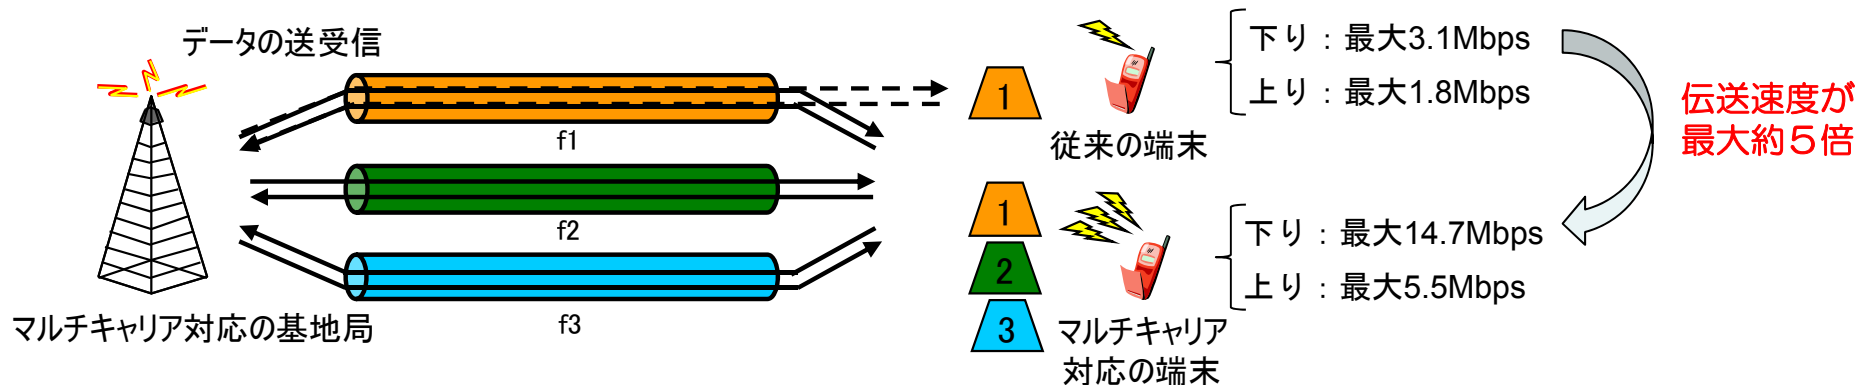 データの送受信
f1
f2
f3
マルチキャリア対応の基地局
1
従来の端末
下り：最大3.1Mbps
上り：最大1.8Mbps
1
2
3
マルチキャリア
対応の端末
下り：最大14.7Mbps
上り：最大5.5Mbps
伝送速度が
最大約５倍